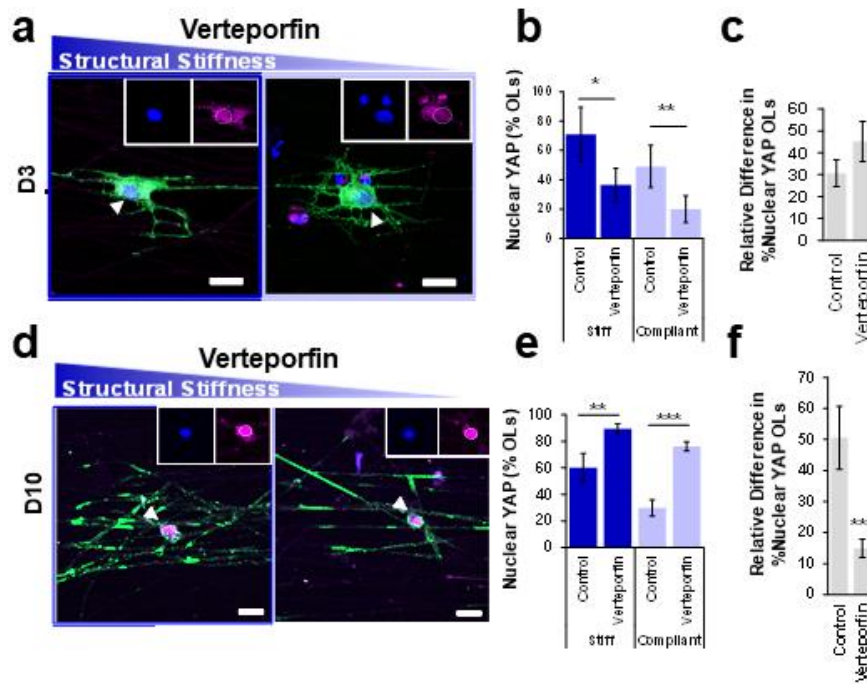 a
Verteporfin
Structural Stiffness
D3
b
Nuclear YAP (% OLs)
100
80
60
40
20
0
*
**
Control
Verteporfin
Control
Verteporfin
Stiff
Compliant
c
Relative Difference in
%Nuclear YAP OLs
60
50
40
30
20
10
0
Control
Verteporfin
d
Verteporfin
Structural Stiffness
D10
e
Nuclear YAP (% OLs)
100
80
60
40
20
0
**
***
Control
Verteporfin
Control
Verteporfin
Stiff
Compliant
f
Relative Difference in
%Nuclear YAP OLs
70
60
50
40
30
20
10
0
**
Control
Verteporfin